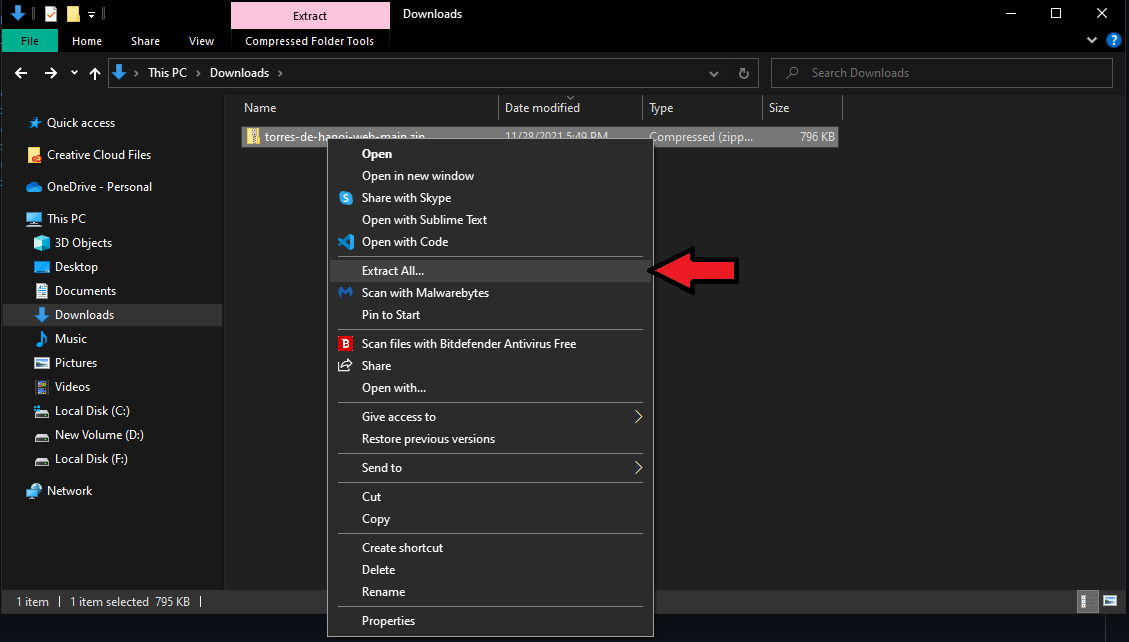 Extract
Downloads
File
Home
Share
View
Compressed Folder Tools
This PC
Downloads
Search Downloads
Name
Date modified
Type
Size
torres-de-hanoi-web-main.zip
11/28/2021 5:49 PM
Compressed (zipp...
796 KB
Quick access
Creative Cloud Files
OneDrive - Personal
This PC
3D Objects
Desktop
Documents
Downloads
Music
Pictures
Videos
Local Disk (C:)
New Volume (D:)
Local Disk (F:)
Network
Open
Open in new window
Share with Skype
Open with Sublime Text
Open with Code
Extract All...
Scan with Malwarebytes
Pin to Start
B
Scan files with Bitdefender Antivirus Free
Share
Open with...
Give access to
Restore previous versions
Send to
Cut
Copy
Create shortcut
Delete
Rename
Properties
1 item
1 item selected 795 KB